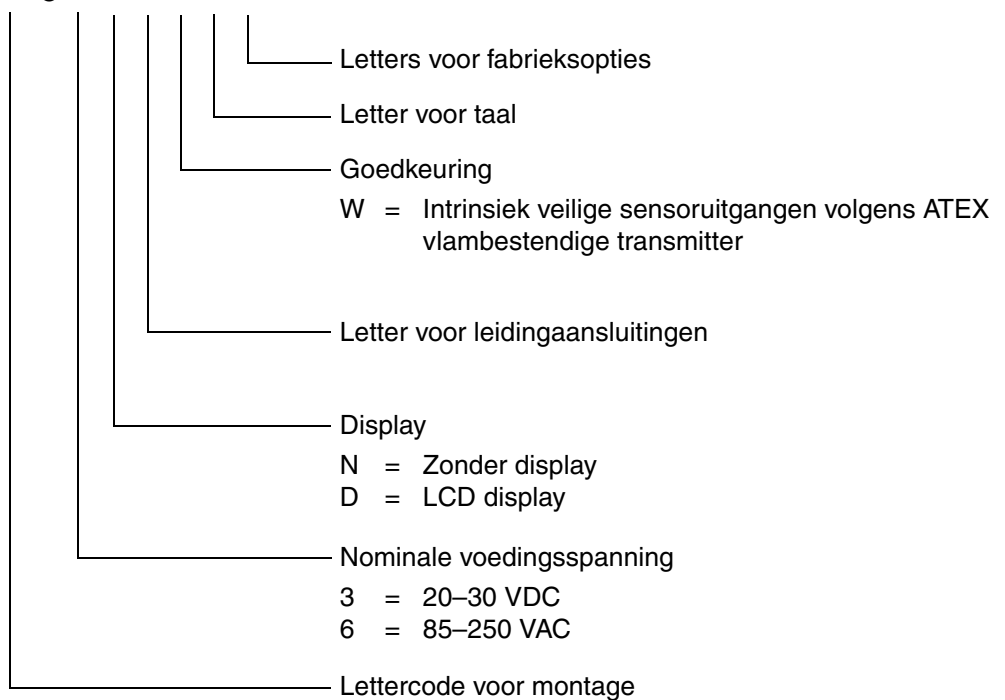 Letters voor fabrieksopties
Letter voor taal
Goedkeuring
W = Intrinsiek veilige sensoruitgangen volgens ATEX
vlambestendige transmitter
Letter voor leidingaansluitingen
Display
N = Zonder display
D = LCD display
Nominale voedingsspanning
3 = 20–30 VDC
6 = 85–250 VAC
Lettercode voor montage